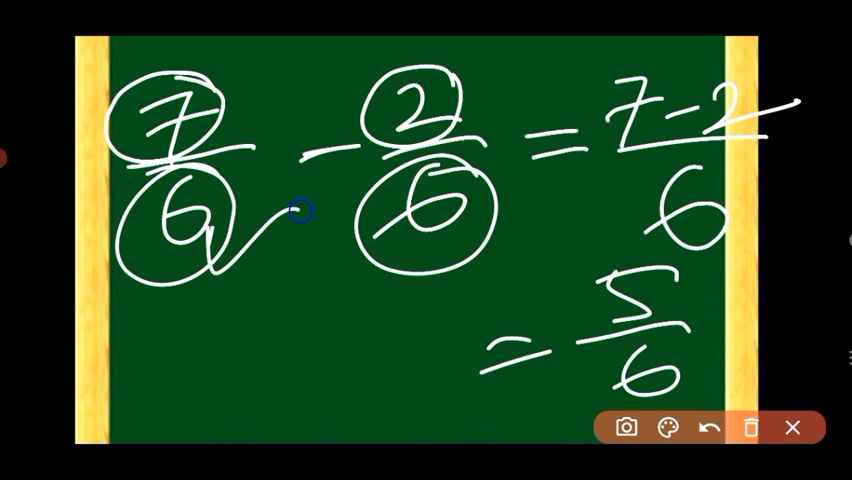 7/6 - 2/6 = 7-2/6
= 5/6